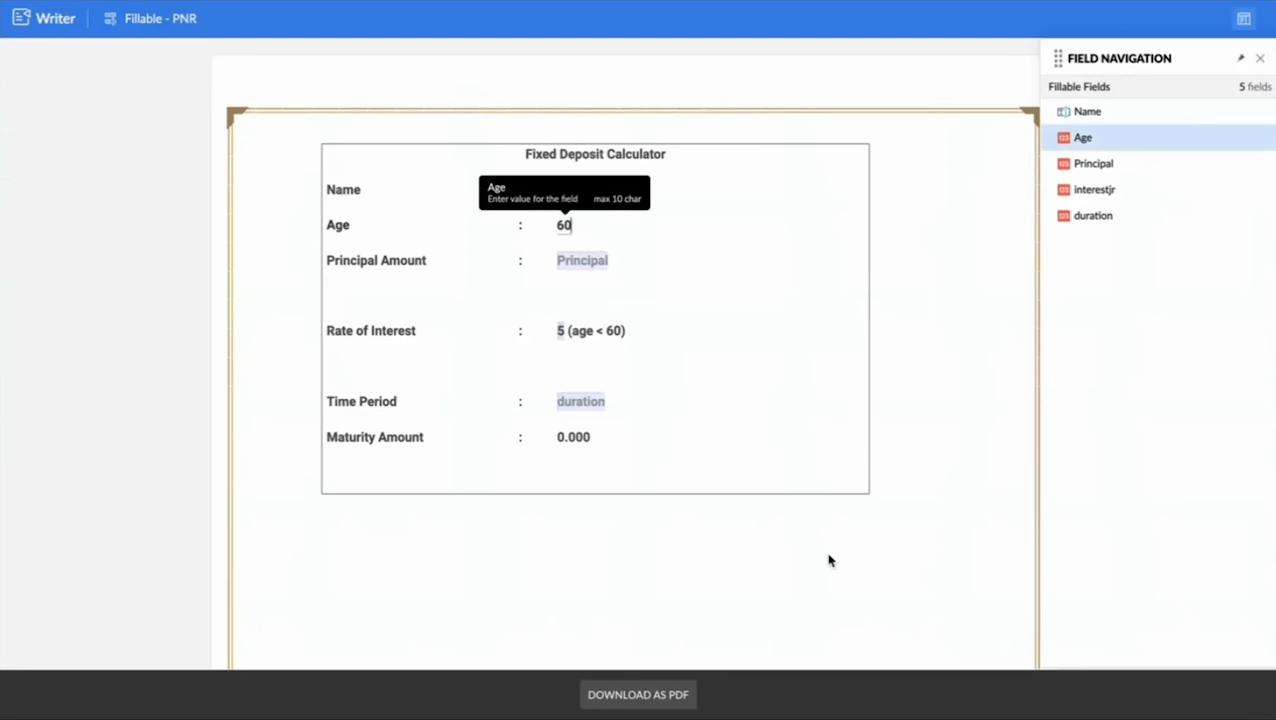 Writer
Fillable - PNR
FIELD NAVIGATION
Fillable Fields 5 fields
Name
Age
Principal
interestjr
duration
Fixed Deposit Calculator
Name
Age
Enter value for the field max 10 char
Age : 60
Principal Amount : Principal
Rate of Interest : 5 (age < 60)
Time Period : duration
Maturity Amount : 0.000
DOWNLOAD AS PDF